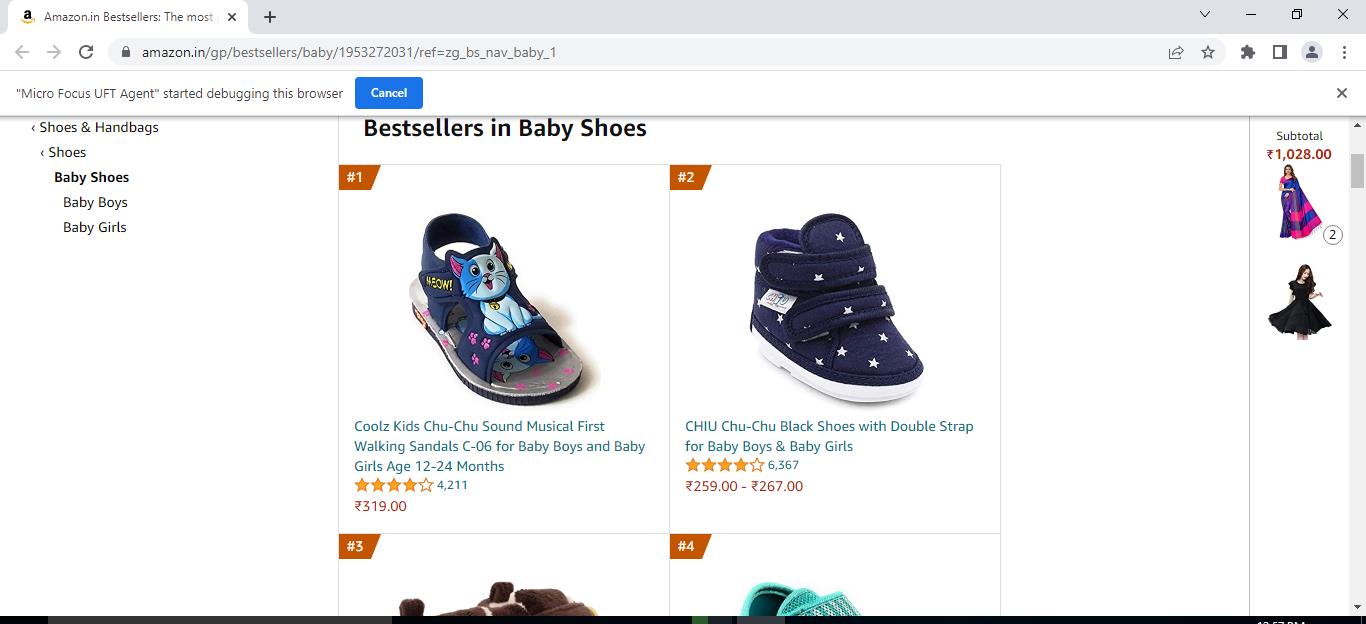 Amazon.in Bestsellers: The most
amazon.in/gp/bestsellers/baby/1953272031/ref=zg_bs_nav_baby_1
"Micro Focus UFT Agent" started debugging this browser
Cancel
‹ Shoes & Handbags
‹ Shoes
Baby Shoes
Baby Boys
Baby Girls
Bestsellers in Baby Shoes
#1
MEOW!
Coolz Kids Chu-Chu Sound Musical First
Walking Sandals C-06 for Baby Boys and Baby
Girls Age 12-24 Months
4,211
₹319.00
#2
CHIU Chu-Chu Black Shoes with Double Strap
for Baby Boys & Baby Girls
6,367
₹259.00 - ₹267.00
#3
#4
Subtotal
₹1,028.00
2